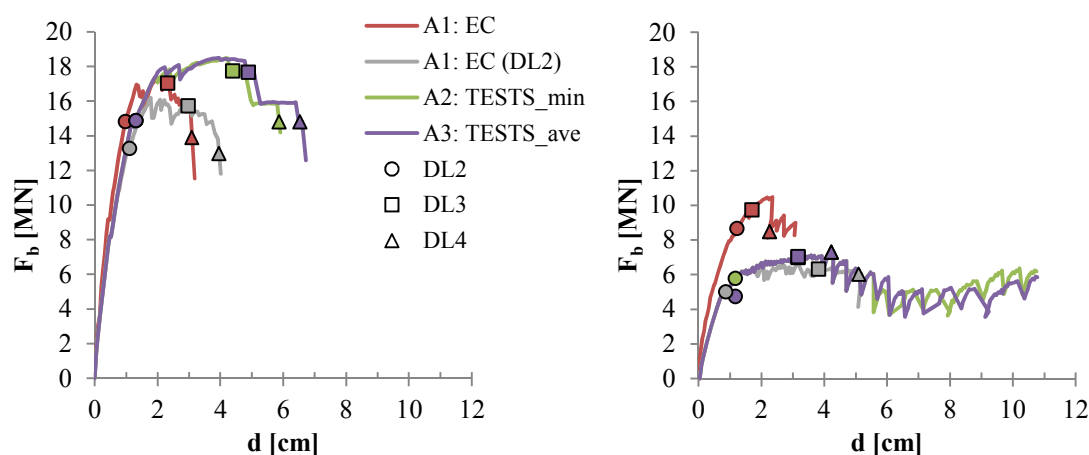 20
18
16
14
12
10
8
6
4
2
0
F_b [MN]
0 2 4 6 8 10 12
d [cm]
A1: EC
A1: EC (DL2)
A2: TESTS_min
A3: TESTS_ave
DL2
DL3
DL4
20
18
16
14
12
10
8
6
4
2
0
F_b [MN]
0 2 4 6 8 10 12
d [cm]